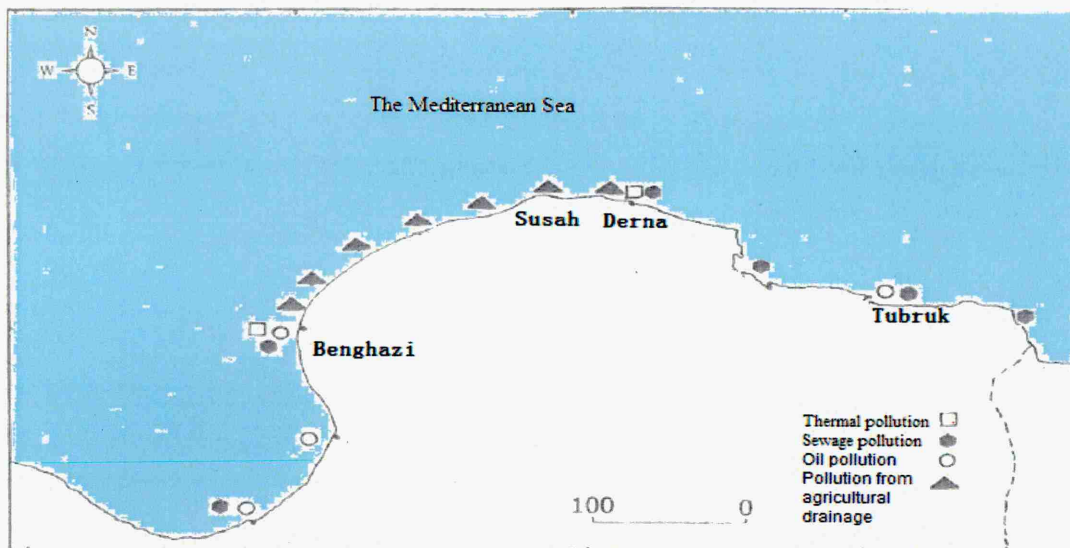 N
W E
S
The Mediterranean Sea
Susah Derna
Tubruk
Benghazi
Thermal pollution
Sewage pollution
Oil pollution
Pollution from
agricultural
drainage
100 0